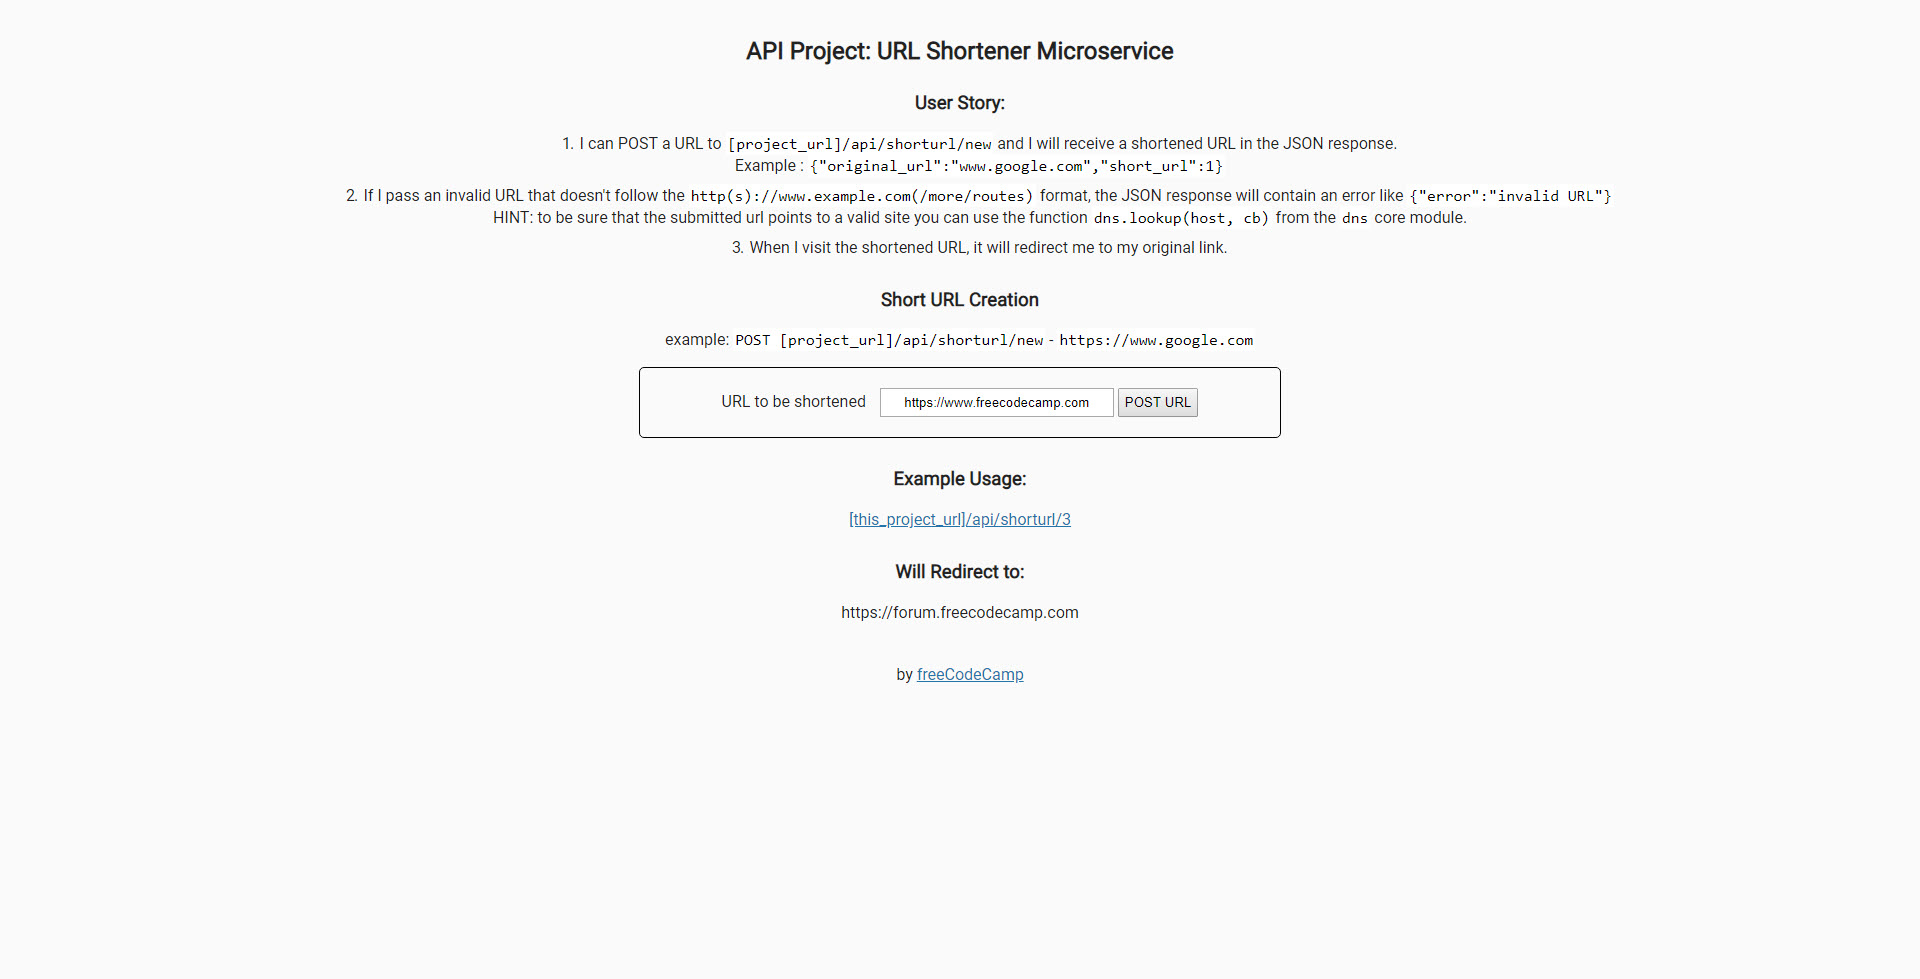 API Project: URL Shortener Microservice
User Story:
1. I can POST a URL to [project_url]/api/shorturl/new and I will receive a shortened URL in the JSON response.
Example : {"original_url":"www.google.com","short_url":1}
2. If I pass an invalid URL that doesn't follow the http(s)://www.example.com(/more/routes) format, the JSON response will contain an error like {"error":"invalid URL"}
HINT: to be sure that the submitted url points to a valid site you can use the function dns.lookup(host, cb) from the dns core module.
3. When I visit the shortened URL, it will redirect me to my original link.
Short URL Creation
example: POST [project_url]/api/shorturl/new - https://www.google.com
URL to be shortened https://www.freecodecamp.com POST URL
Example Usage:
[this_project_url]/api/shorturl/3
Will Redirect to:
https://forum.freecodecamp.com
by freeCodeCamp